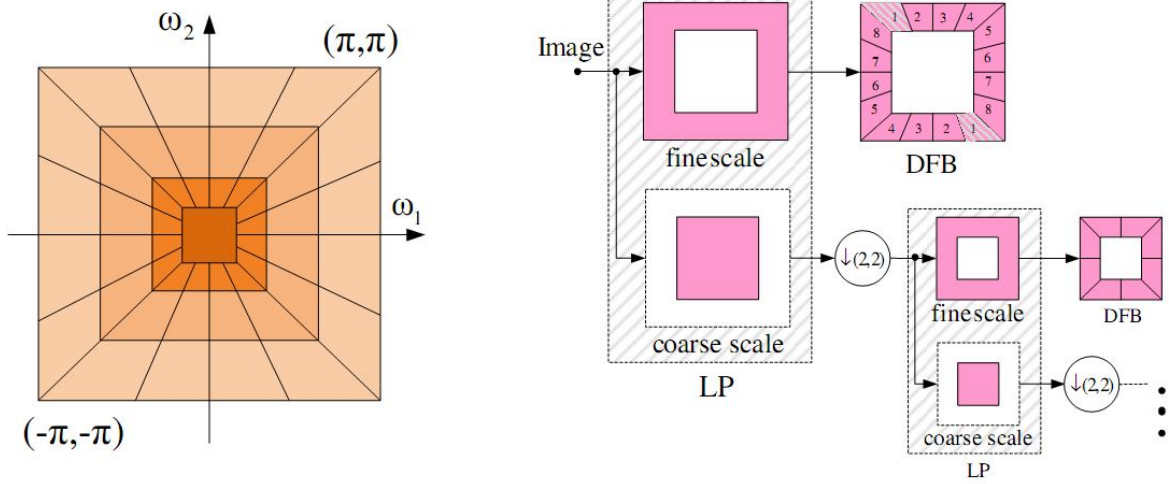 ω2
(π,π)
ω1
(-π,-π)
Image
fine scale
coarse scale
LP
1 2 3 4
5
6
7
8
8
7
6
5
4 3 2 1
DFB
↓(2,2)
fine scale
coarse scale
LP
DFB
↓(2,2)